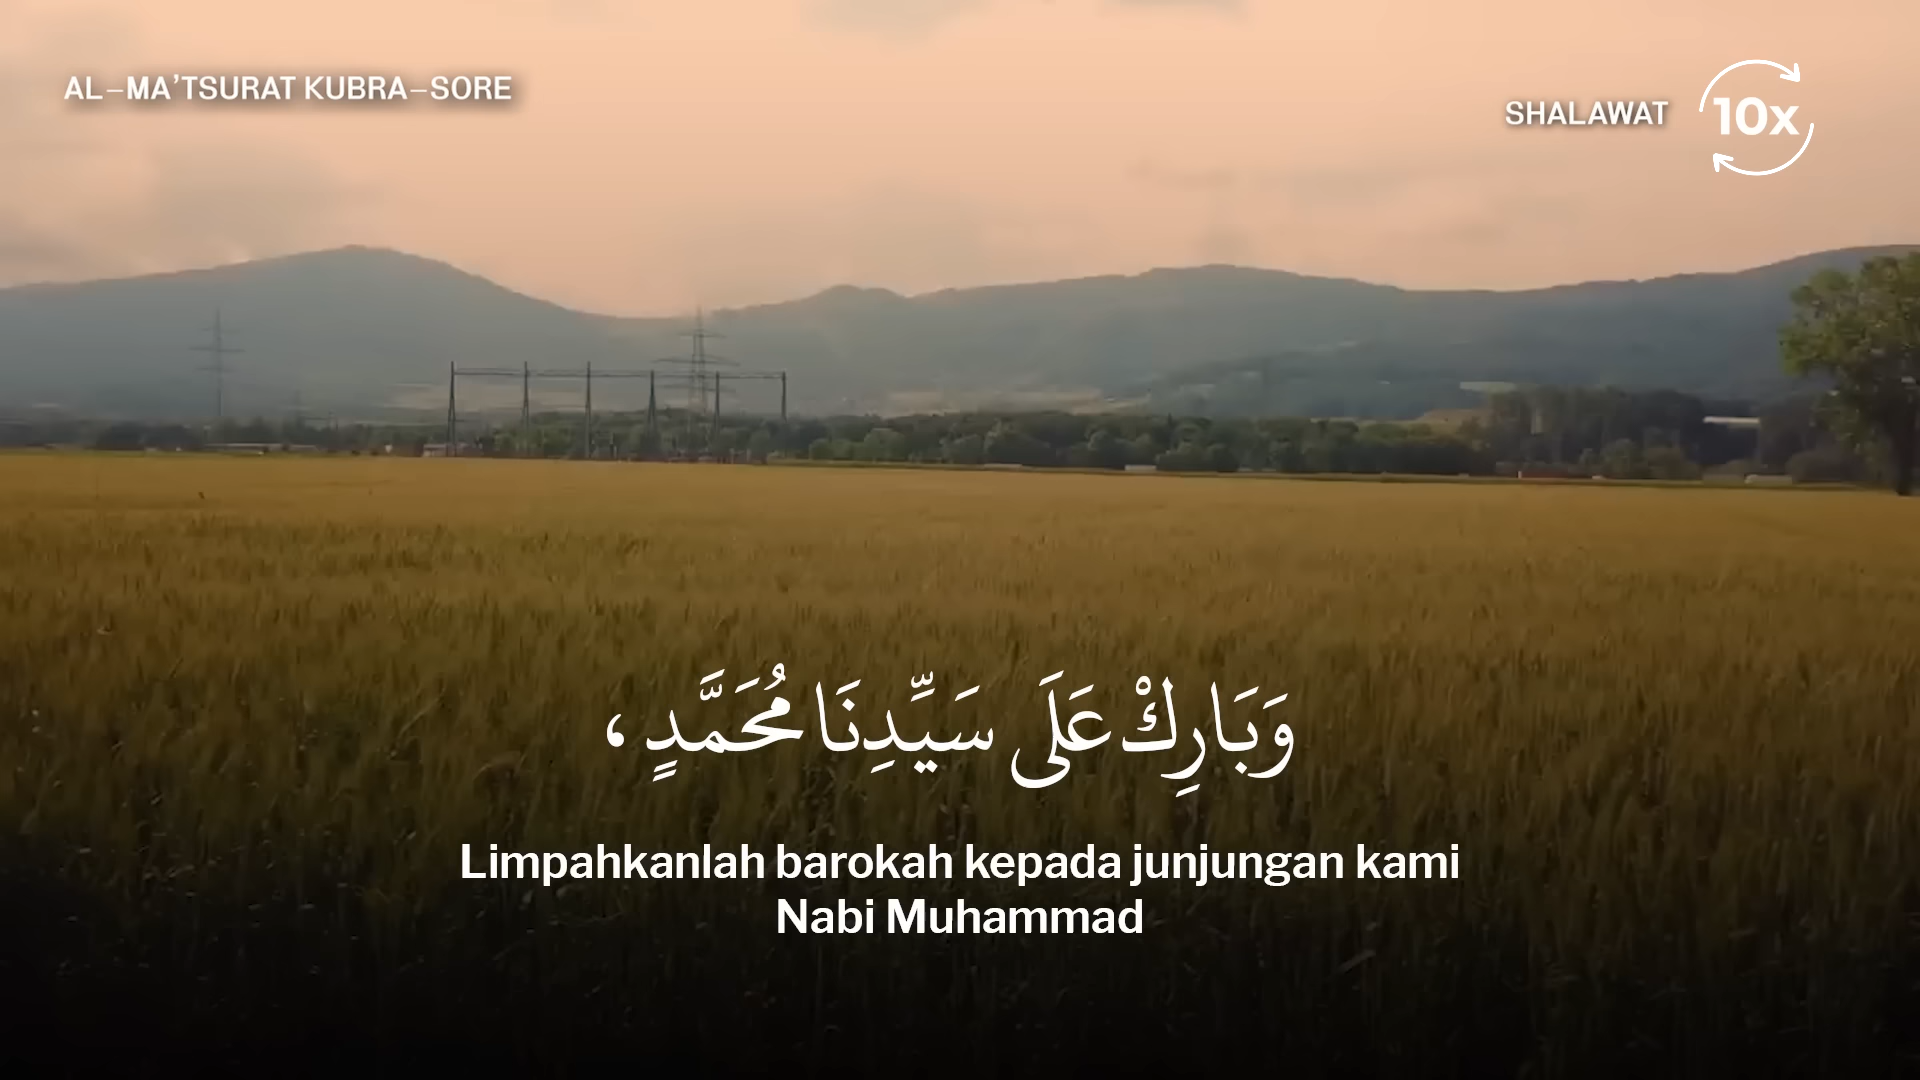 AL–MA’TSURAT KUBRA–SORE
SHALAWAT
10x
وَبَارِكْ عَلَى سَيِّدِنَا مُحَمَّدٍ ،
Limpahkanlah barokah kepada junjungan kami
Nabi Muhammad